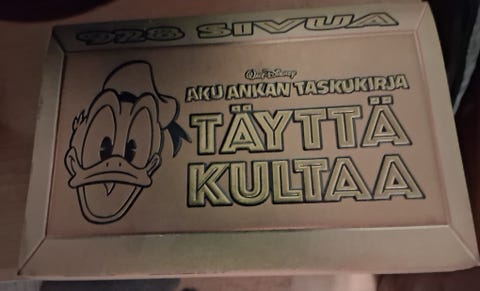 928 SIVUA
Walt Disney
AKU ANKAN TASKUKIRJA
TÄYTTÄ
KULTAA